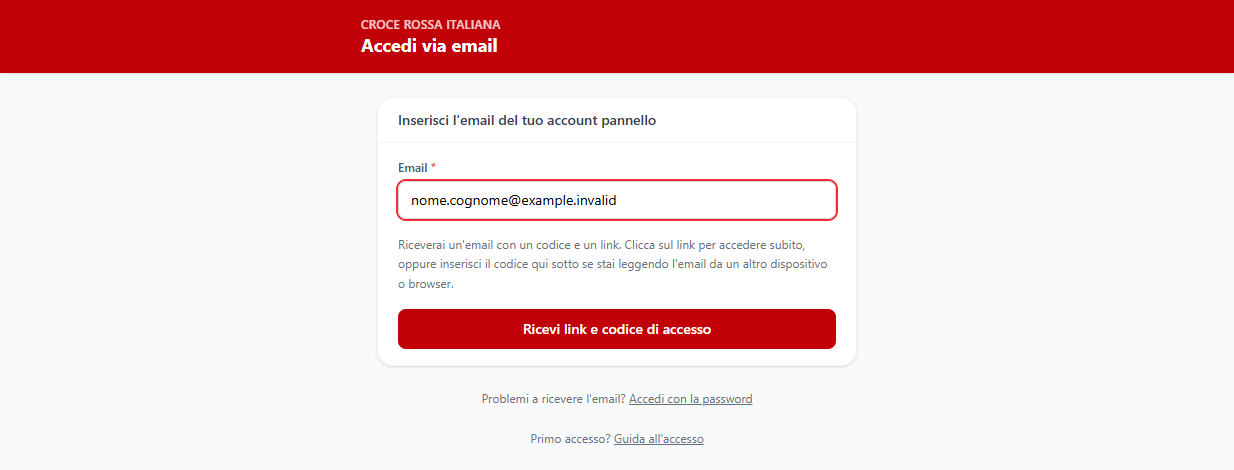 CROCE ROSSA ITALIANA
Accedi via email
Inserisci l'email del tuo account pannello
Email *
nome.cognome@example.invalid
Riceverai un'email con un codice e un link. Clicca sul link per accedere subito,
oppure inserisci il codice qui sotto se stai leggendo l'email da un altro dispositivo
o browser.
Ricevi link e codice di accesso
Problemi a ricevere l'email? Accedi con la password
Primo accesso? Guida all'accesso